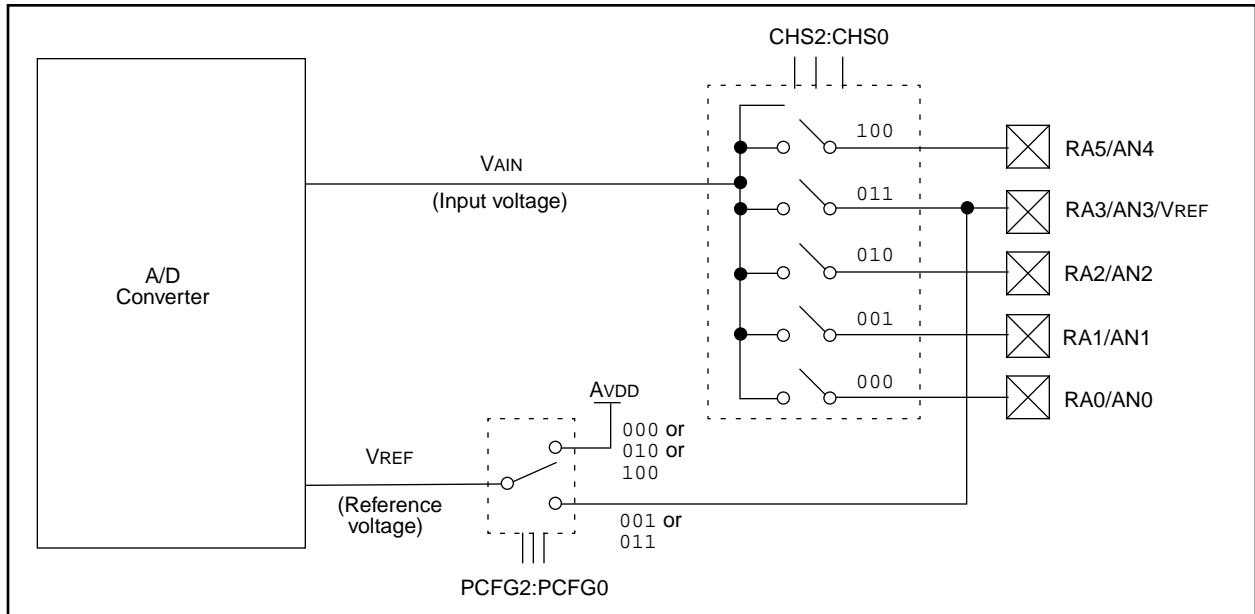 CHS2:CHS0
100
RA5/AN4
VAIN
(Input voltage)
011
RA3/AN3/VREF
010
RA2/AN2
A/D
Converter
001
RA1/AN1
000
RA0/AN0
AVDD
000 or
010 or
100
VREF
(Reference
voltage)
001 or
011
PCFG2:PCFG0